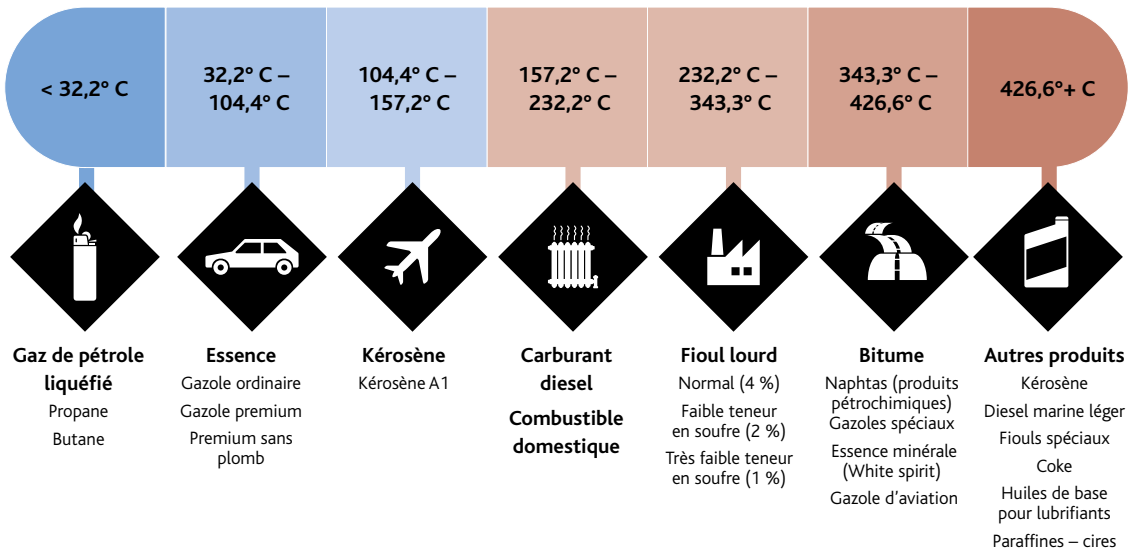 < 32,2° C
32,2° C –
104,4° C
104,4° C –
157,2° C
157,2° C –
232,2° C
232,2° C –
343,3° C
343,3° C –
426,6° C
426,6°+ C
Gaz de pétrole
liquéfié
Propane
Butane
Essence
Gazole ordinaire
Gazole premium
Premium sans
plomb
Kérosène
Kérosène A1
Carburant
diesel
Combustible
domestique
Fioul lourd
Normal (4 %)
Faible teneur
en soufre (2 %)
Très faible teneur
en soufre (1 %)
Bitume
Naphtas (produits
pétrochimiques)
Gazoles spéciaux
Essence minérale
(White spirit)
Gazole d’aviation
Autres produits
Kérosène
Diesel marine léger
Fiouls spéciaux
Coke
Huiles de base
pour lubrifiants
Paraffines – cires